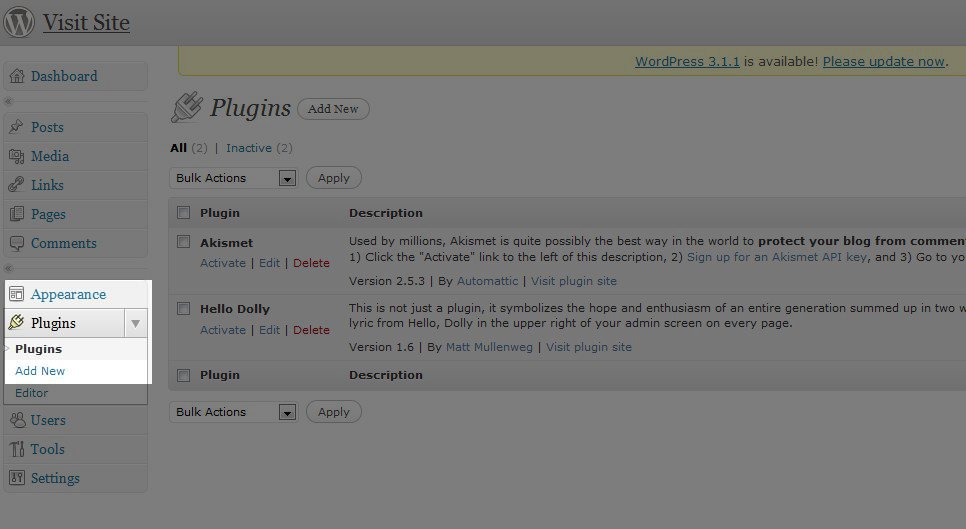 Visit Site
WordPress 3.1.1 is available! Please update now.
Dashboard
Posts
Media
Links
Pages
Comments
Appearance
Plugins
Plugins
Add New
Editor
Users
Tools
Settings
Plugins Add New
All (2) | Inactive (2)
Bulk Actions Apply
Plugin Description
Akismet
Activate | Edit | Delete
Used by millions, Akismet is quite possibly the best way in the world to protect your blog from commen
1) Click the "Activate" link to the left of this description, 2) Sign up for an Akismet API key, and 3) Go to yo
Version 2.5.3 | By Automattic | Visit plugin site
Hello Dolly
Activate | Edit | Delete
This is not just a plugin, it symbolizes the hope and enthusiasm of an entire generation summed up in two w
lyric from Hello, Dolly in the upper right of your admin screen on every page.
Version 1.6 | By Matt Mullenweg | Visit plugin site
Plugin Description
Bulk Actions Apply